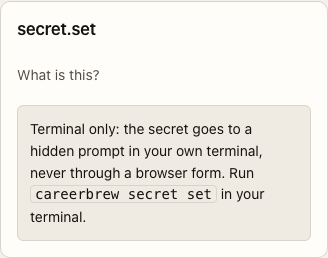 secret.set
What is this?
Terminal only: the secret goes to a
hidden prompt in your own terminal,
never through a browser form. Run
careerbrew secret set in your
terminal.